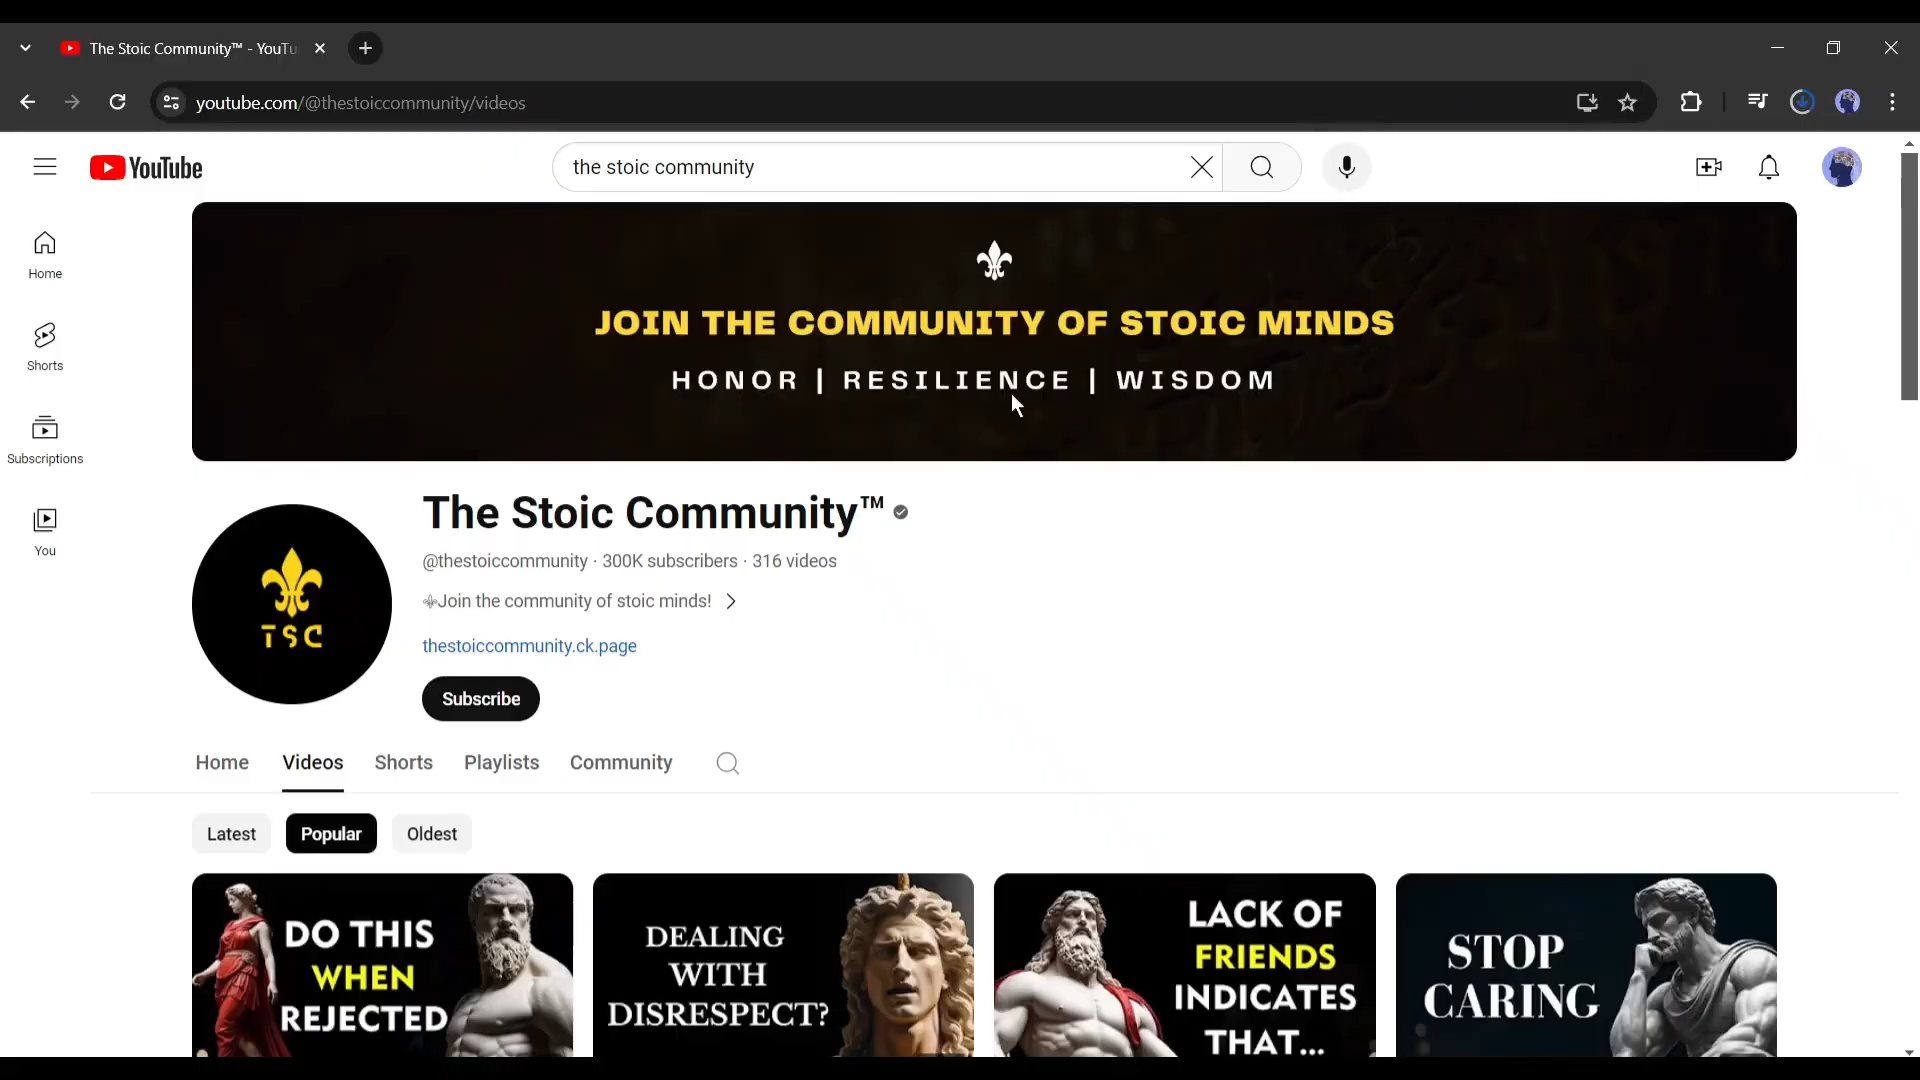 The Stoic Community™ - YouTu
youtube.com/@thestoiccommunity/videos
YouTube
the stoic community
Home
Shorts
Subscriptions
You
JOIN THE COMMUNITY OF STOIC MINDS
HONOR | RESILIENCE | WISDOM
TSC
The Stoic Community™
@thestoiccommunity · 300K subscribers · 316 videos
⚜Join the community of stoic minds!
thestoiccommunity.ck.page
Subscribe
Home Videos Shorts Playlists Community
Latest Popular Oldest
DO THIS
WHEN
REJECTED
DEALING
WITH
DISRESPECT?
LACK OF
FRIENDS
INDICATES
THAT...
STOP
CARING